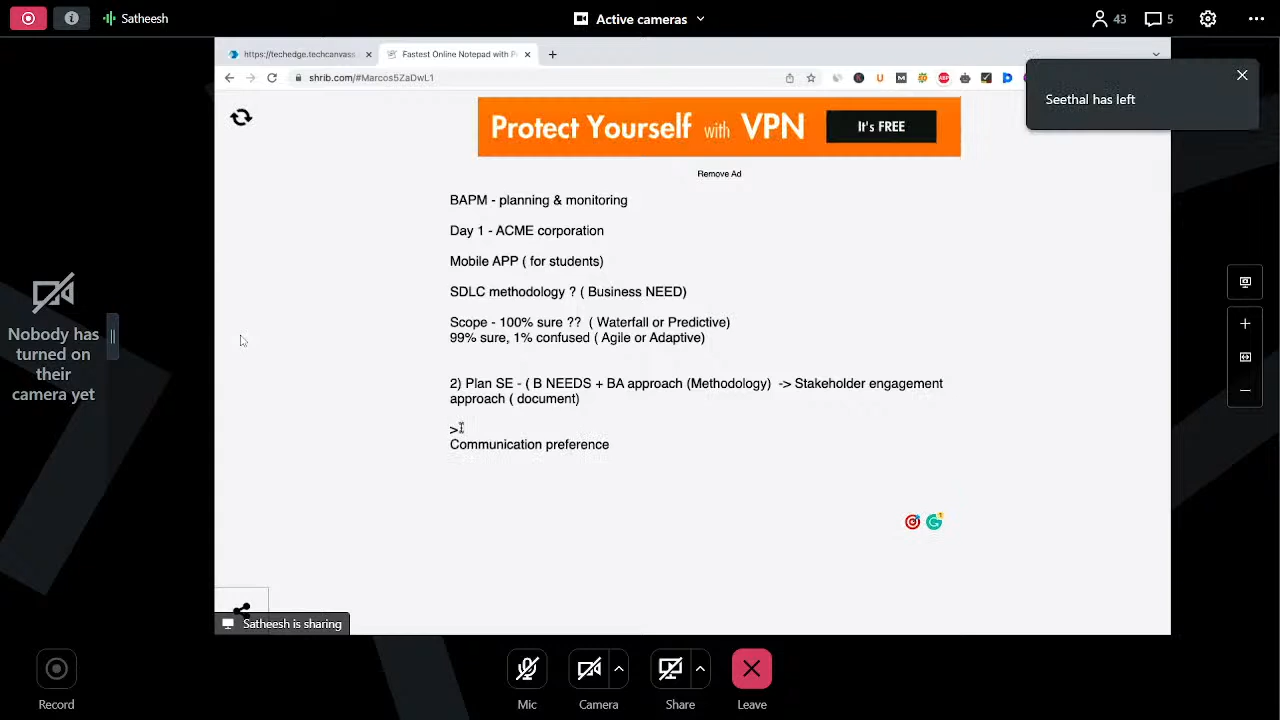 Satheesh
Active cameras
43
5
https://techedge.techcanvass
Fastest Online Notepad with P
shrib.com/#Marcos5ZaDwL1
Seethal has left
Protect Yourself with VPN
It's FREE
Remove Ad
BAPM - planning & monitoring
Day 1 - ACME corporation
Mobile APP ( for students)
SDLC methodology ? ( Business NEED)
Scope - 100% sure ?? ( Waterfall or Predictive)
99% sure, 1% confused ( Agile or Adaptive)
2) Plan SE - ( B NEEDS + BA approach (Methodology) -> Stakeholder engagement
approach ( document)
>
Communication preference
Nobody has
turned on
their
camera yet
Satheesh is sharing
Record
Mic
Camera
Share
Leave